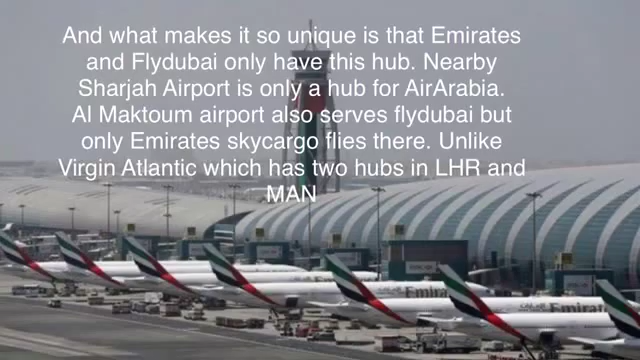 And what makes it so unique is that Emirates
and Flydubai only have this hub. Nearby
Sharjah Airport is only a hub for AirArabia.
Al Maktoum airport also serves flydubai but
only Emirates skycargo flies there. Unlike
Virgin Atlantic which has two hubs in LHR and
MAN
Emirates